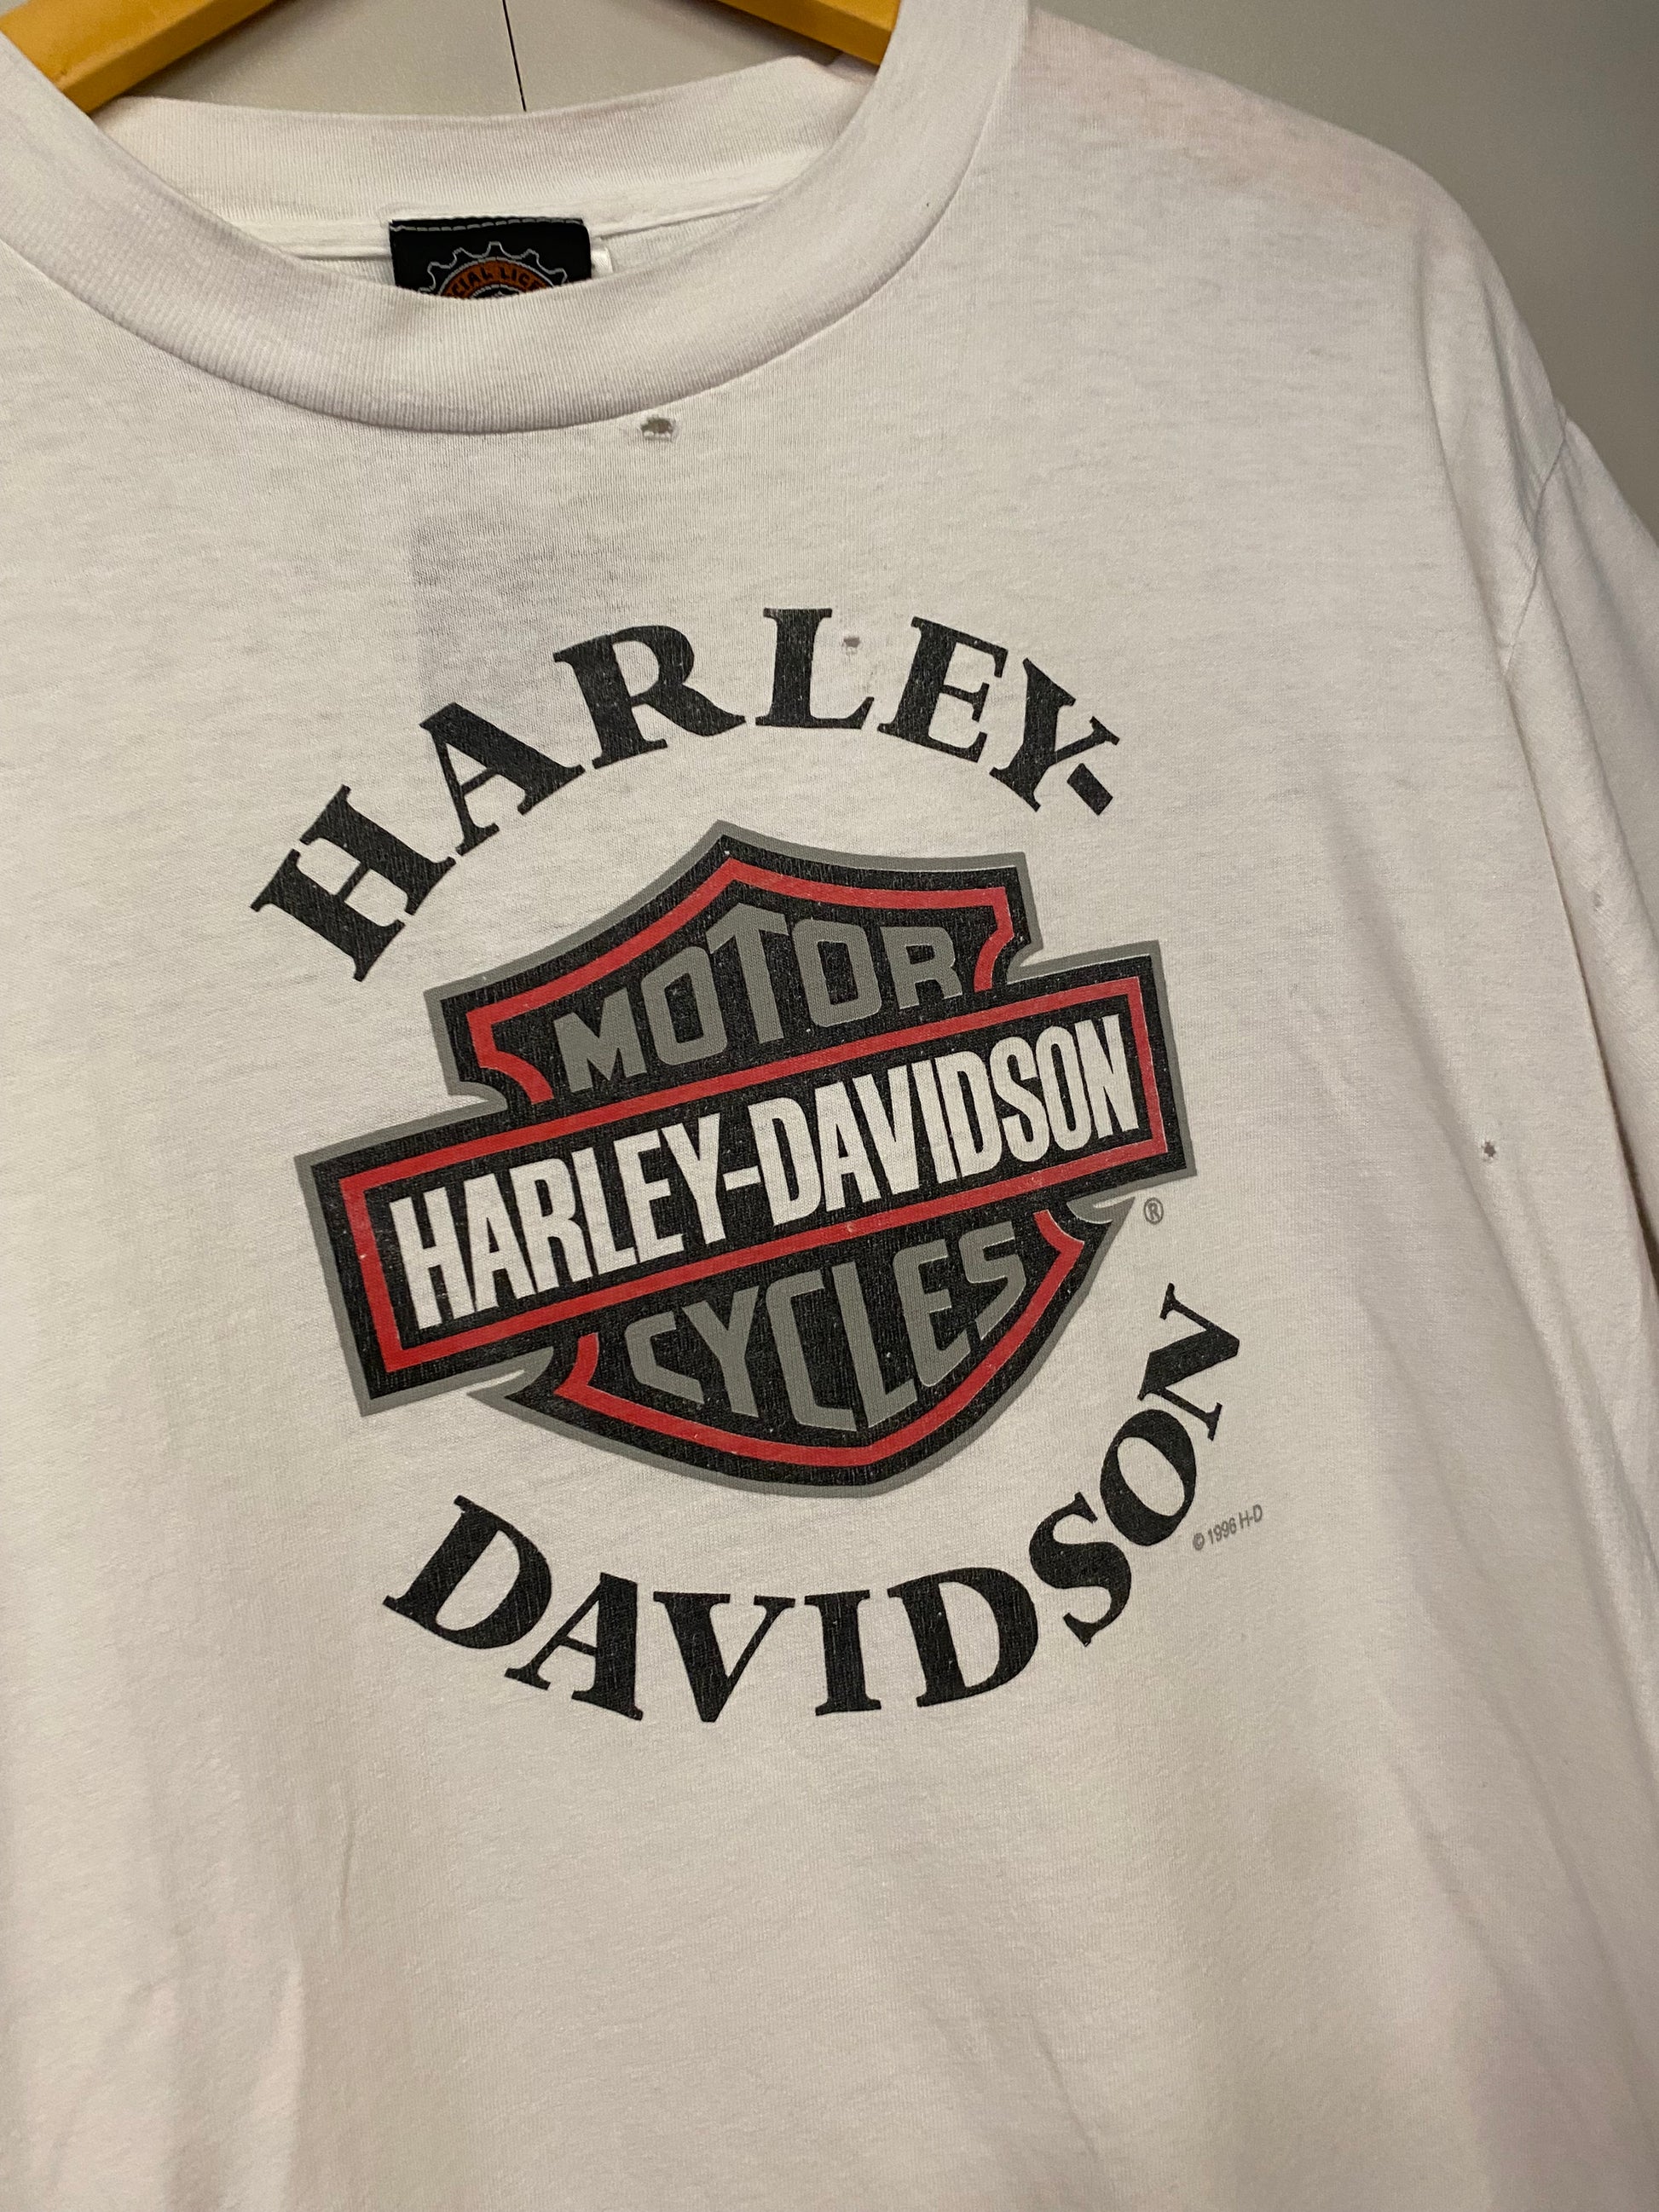 HARLEY-
MOTOR
HARLEY-DAVIDSON
CYCLES
®
DAVIDSON
© 1996 H-D